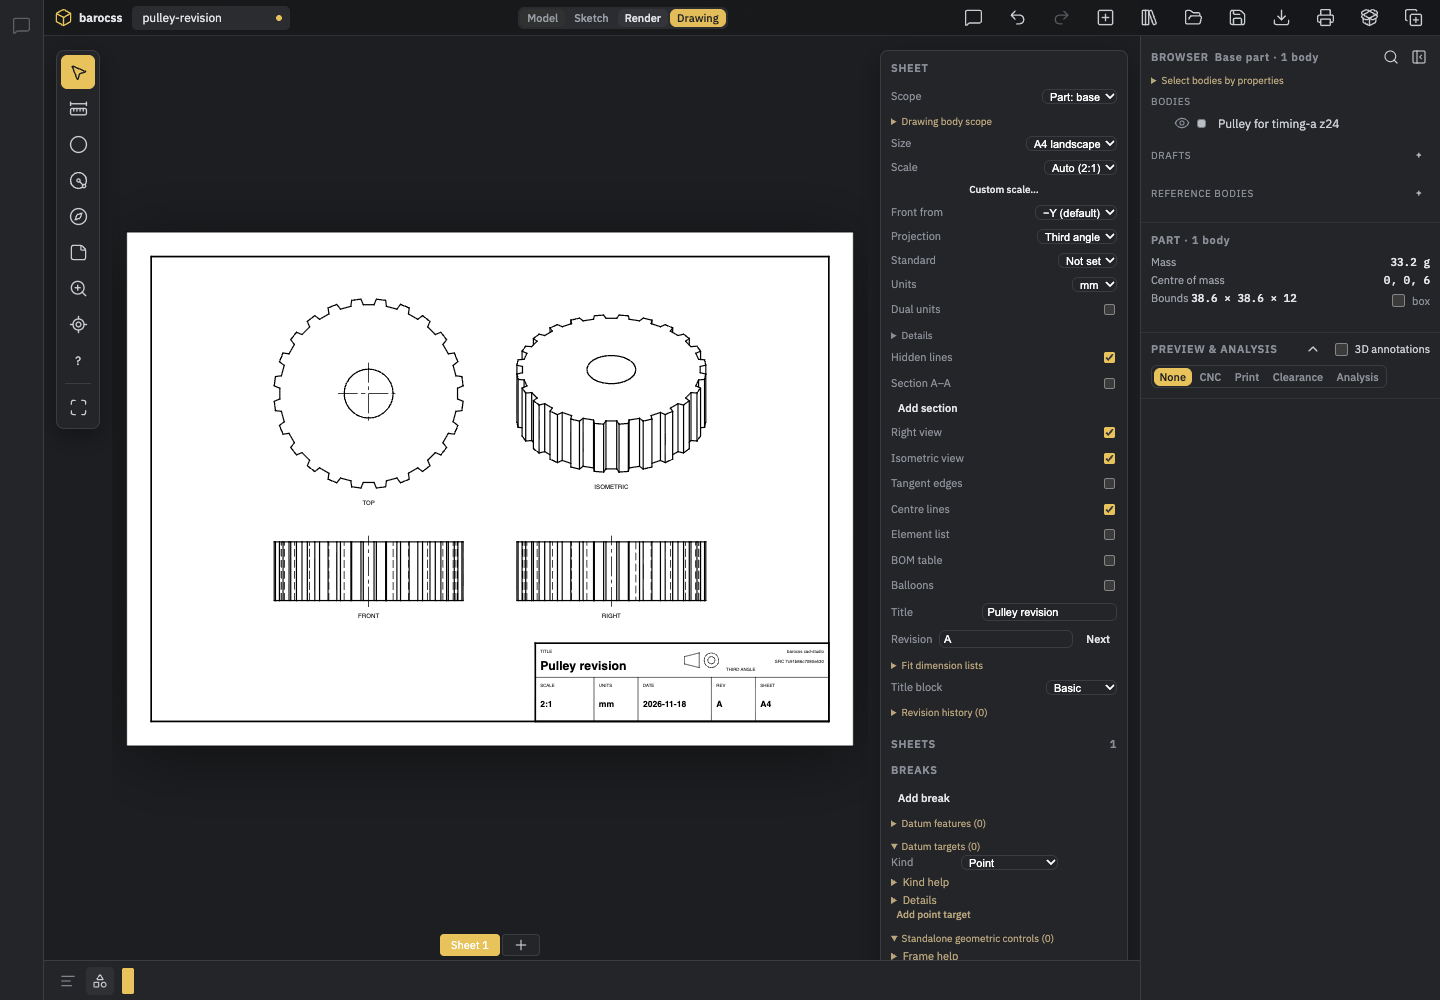 barocss
pulley-revision
Model Sketch Render Drawing
?
SHEET
Scope Part: base
Drawing body scope
Size A4 landscape
Scale Auto (2:1)
Custom scale...
Front from −Y (default)
Projection Third angle
Standard Not set
Units mm
Dual units
Details
Hidden lines
Section A–A
Add section
Right view
Isometric view
Tangent edges
Centre lines
Element list
BOM table
Balloons
Title Pulley revision
Revision A Next
Fit dimension lists
Title block Basic
Revision history (0)
SHEETS 1
BREAKS
Add break
Datum features (0)
Datum targets (0)
Kind Point
Kind help
Details
Add point target
Standalone geometric controls (0)
Frame help
BROWSER Base part · 1 body
Select bodies by properties
BODIES
Pulley for timing-a z24
DRAFTS +
REFERENCE BODIES +
PART · 1 body
Mass 33.2 g
Centre of mass 0, 0, 6
Bounds 38.6 × 38.6 × 12 box
PREVIEW & ANALYSIS 3D annotations
None CNC Print Clearance Analysis
TOP
ISOMETRIC
FRONT
RIGHT
TITLE
Pulley revision
THIRD ANGLE
barocss cad-studio
SCALE UNITS DATE REV SHEET
2:1 mm 2026-11-18 A A4
Sheet 1 +